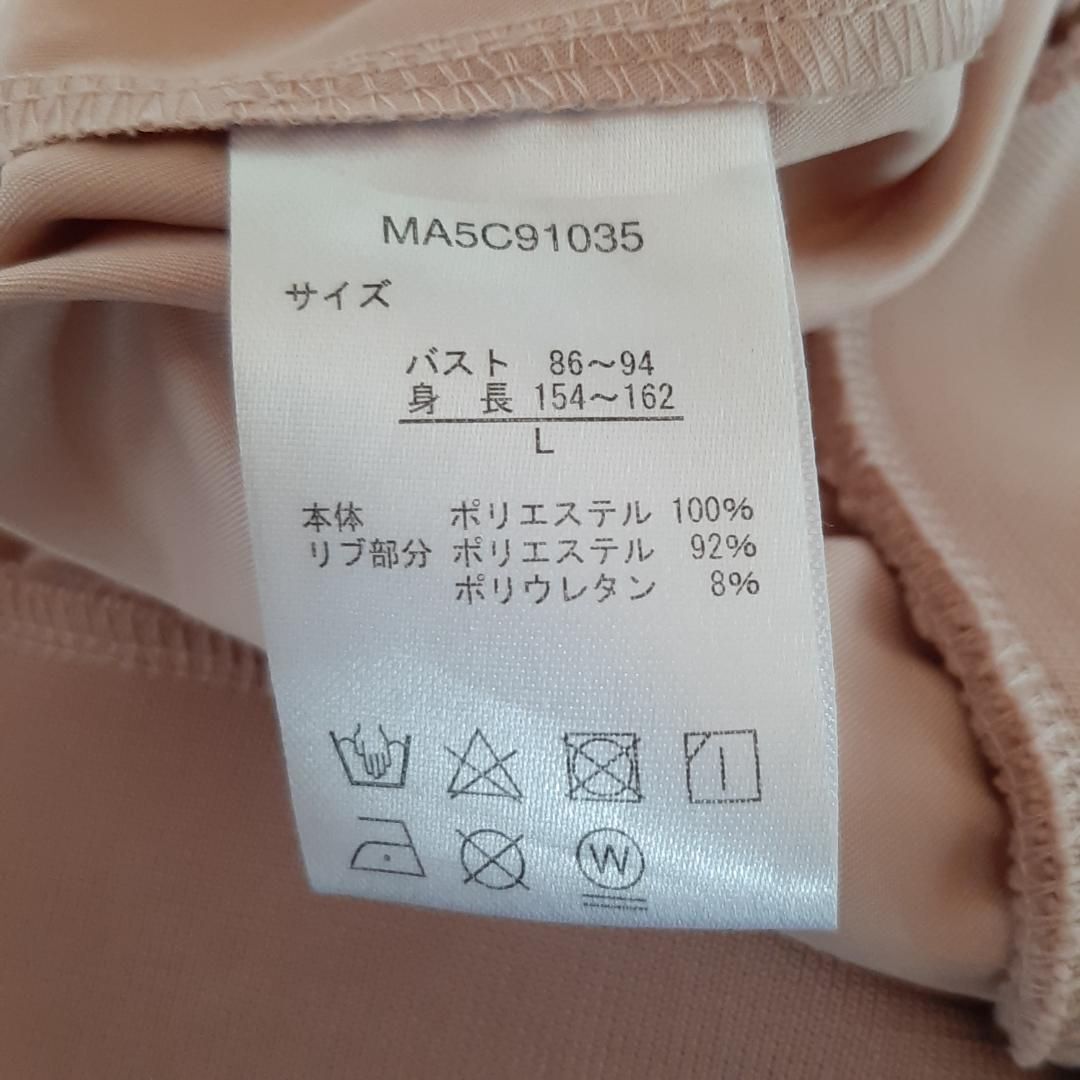 MA5C91035
サイズ
バスト 86～94
身 長 154～162
L
本体 ポリエステル 100%
リブ部分 ポリエステル 92%
ポリウレタン 8%
W